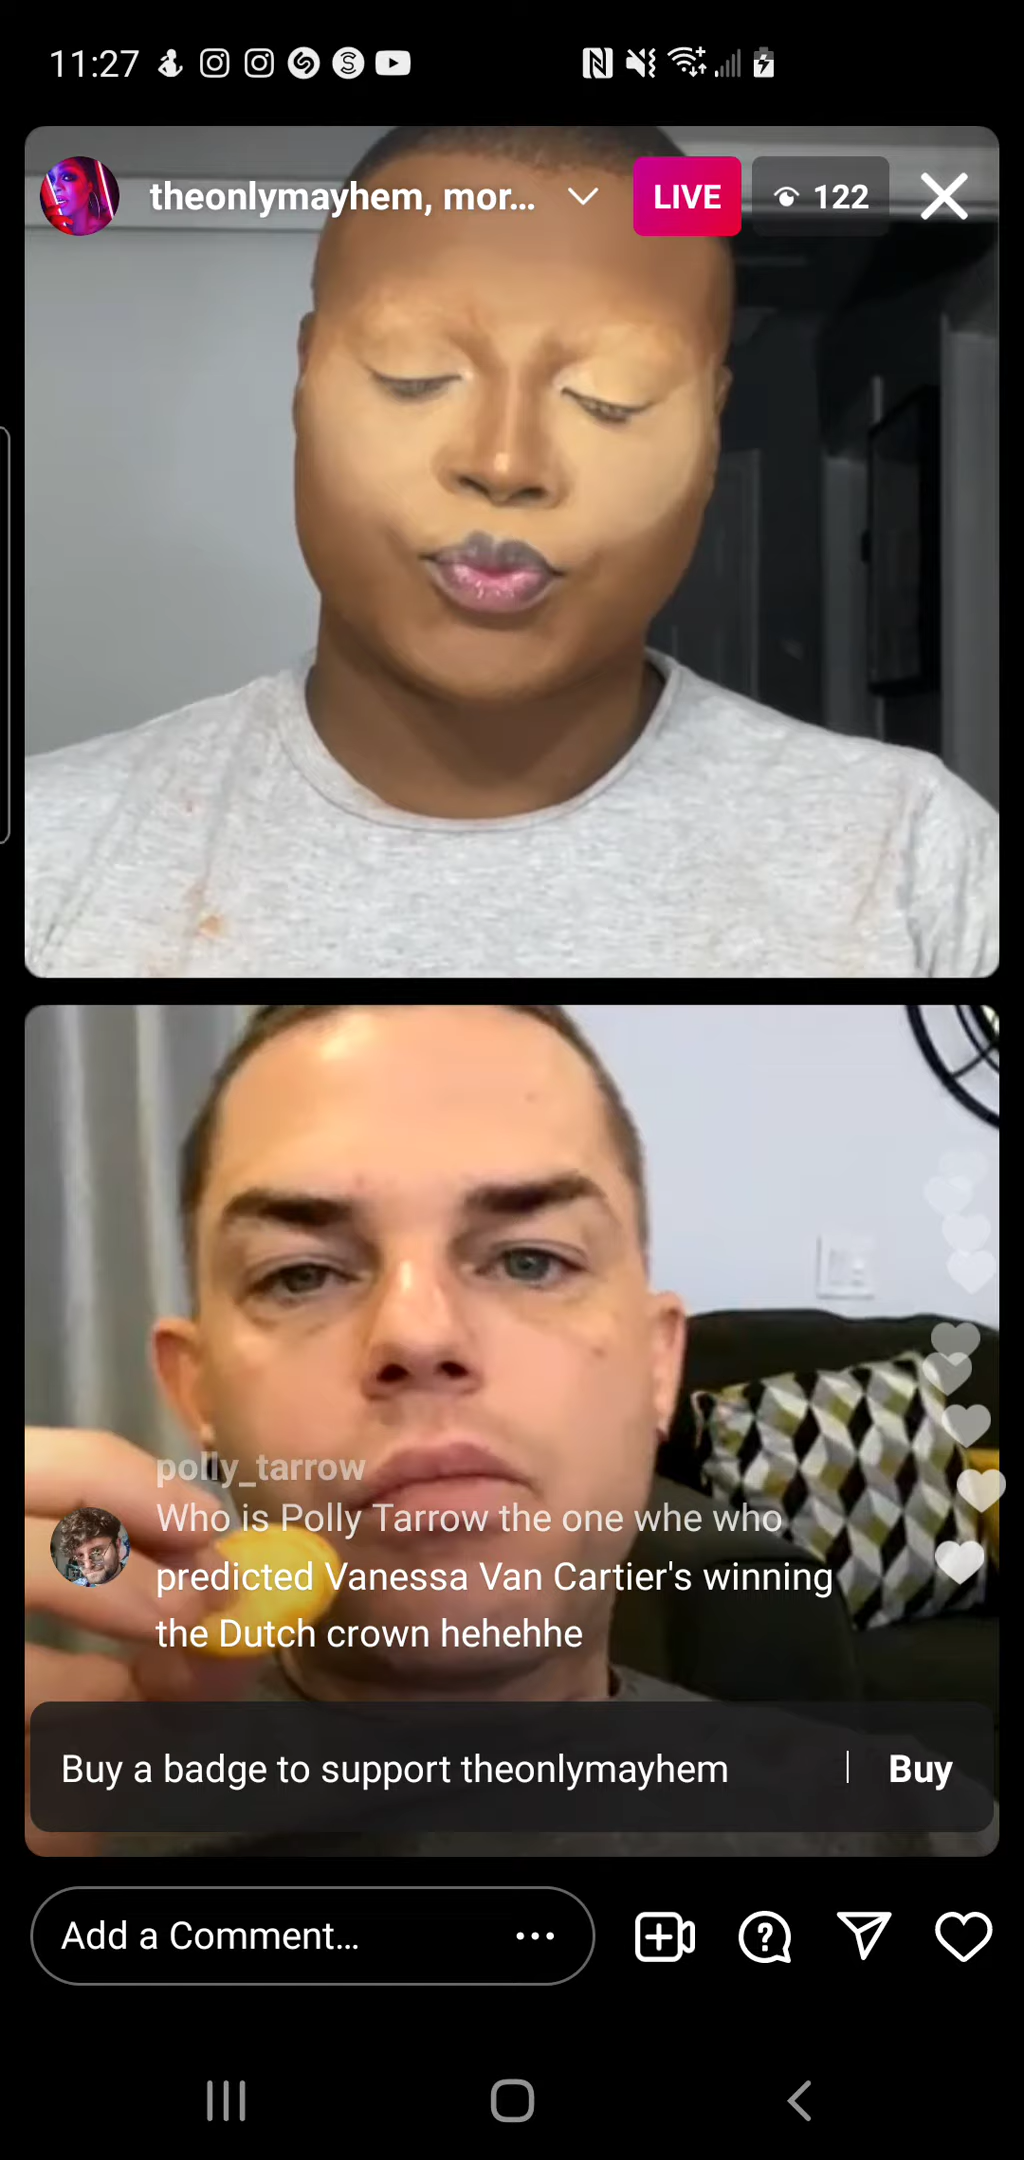 11:27
theonlymayhem, mor...
LIVE
122
polly_tarrow
Who is Polly Tarrow the one whe who
predicted Vanessa Van Cartier's winning
the Dutch crown hehehhe
Buy a badge to support theonlymayhem | Buy
Add a Comment...